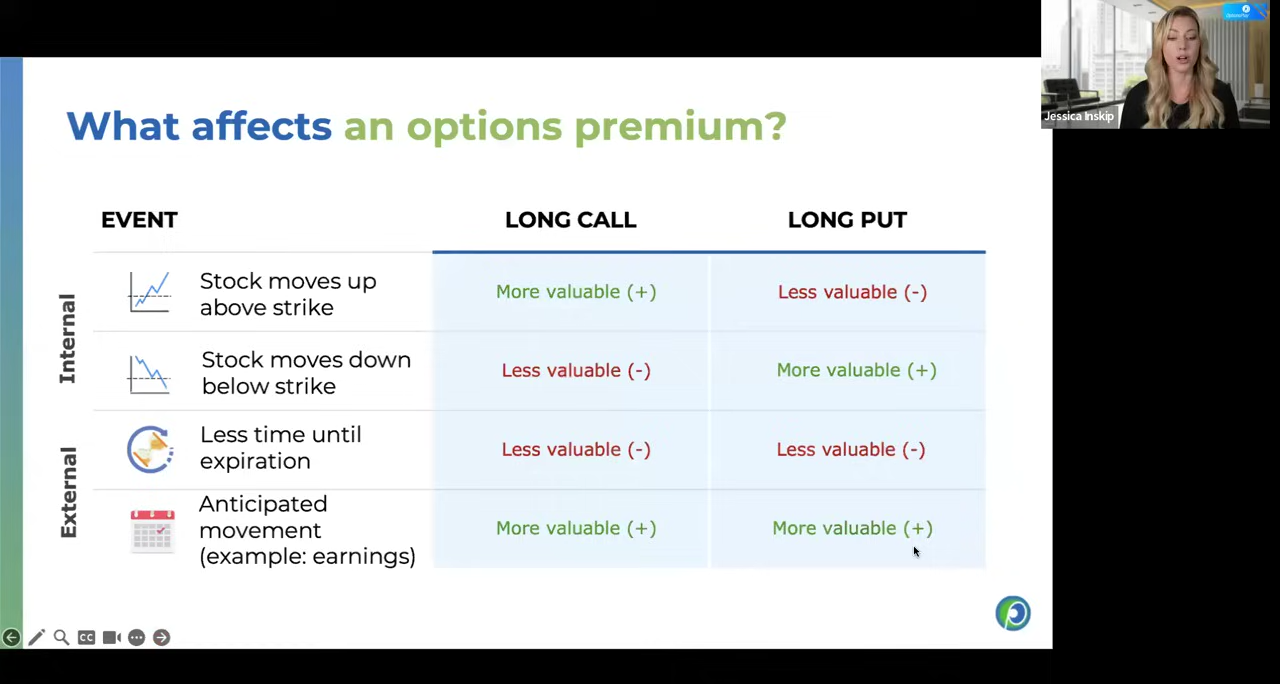 Jessica Inskip
What affects an options premium?
EVENT
LONG CALL
LONG PUT
Internal
Stock moves up
above strike
More valuable (+)
Less valuable (-)
Stock moves down
below strike
Less valuable (-)
More valuable (+)
External
Less time until
expiration
Less valuable (-)
Less valuable (-)
Anticipated
movement
(example: earnings)
More valuable (+)
More valuable (+)
CC